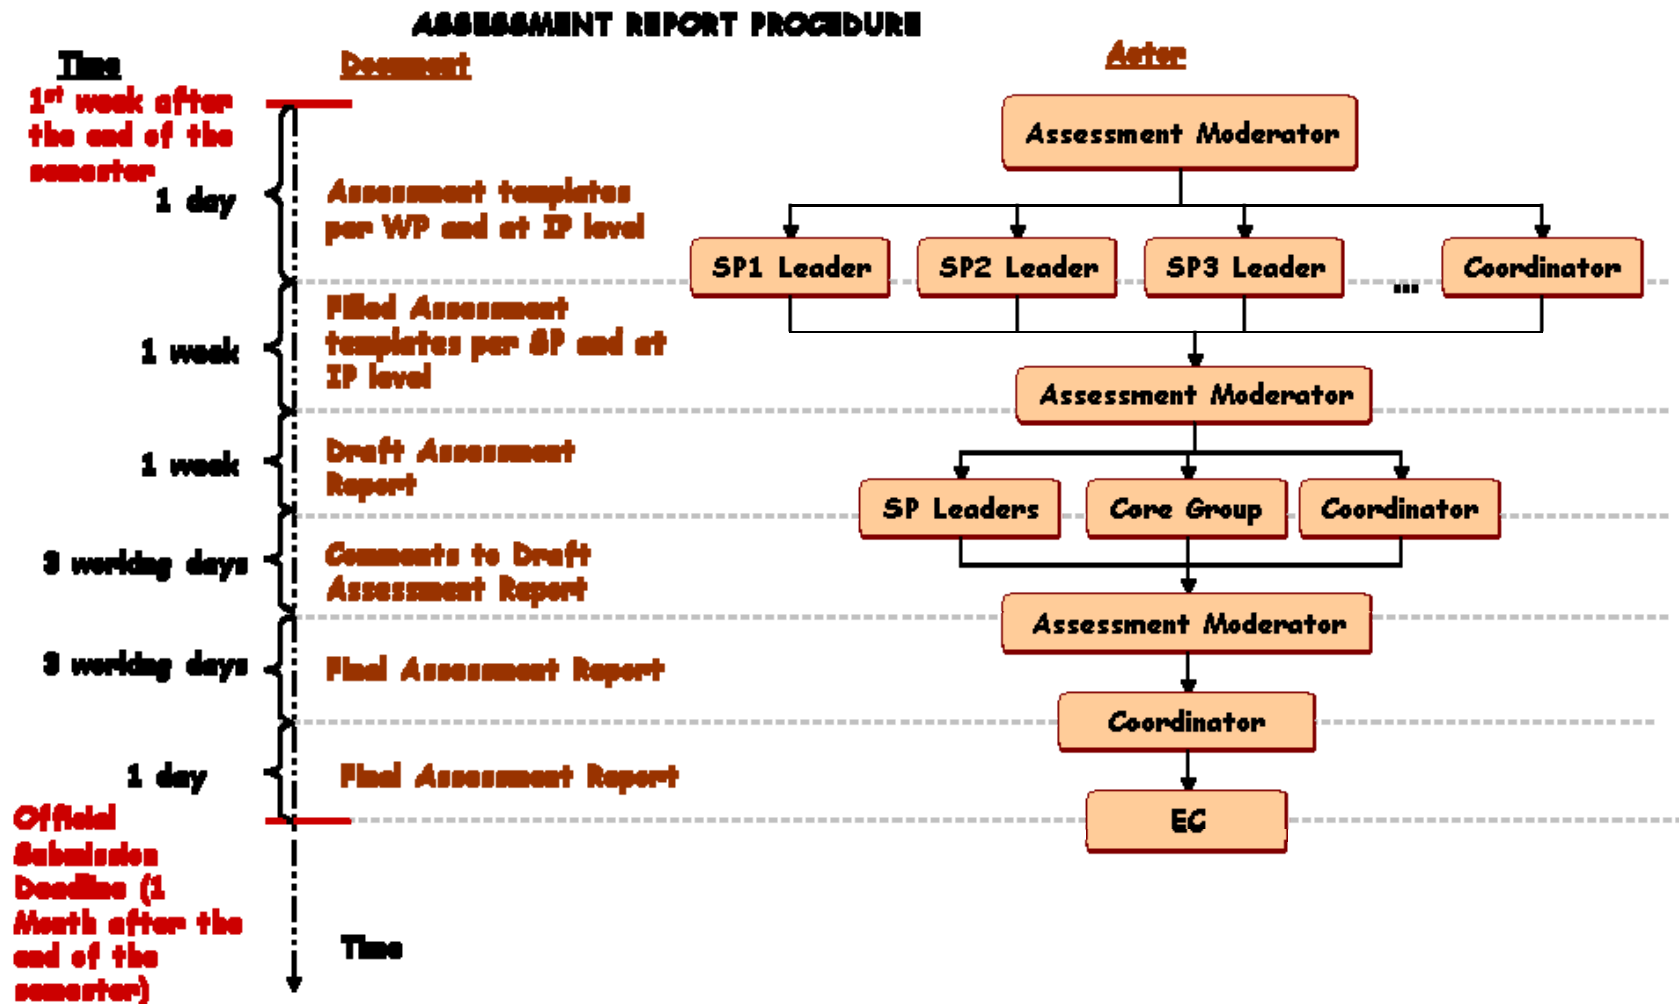 ASSESSMENT REPORT PROCEDURE
Time
Document
Actor
1st week after
the end of the
semester
1 day
Assessment templates
per WP and at IP level
Assessment Moderator
SP1 Leader
SP2 Leader
SP3 Leader
...
Coordinator
1 week
Filled Assessment
templates per SP and at
IP level
Assessment Moderator
1 week
Draft Assessment
Report
SP Leaders
Core Group
Coordinator
3 working days
Comments to Draft
Assessment Report
Assessment Moderator
3 working days
Final Assessment Report
Coordinator
1 day
Final Assessment Report
EC
Official
Submission
Deadline (1
Month after the
end of the
semester)
Time